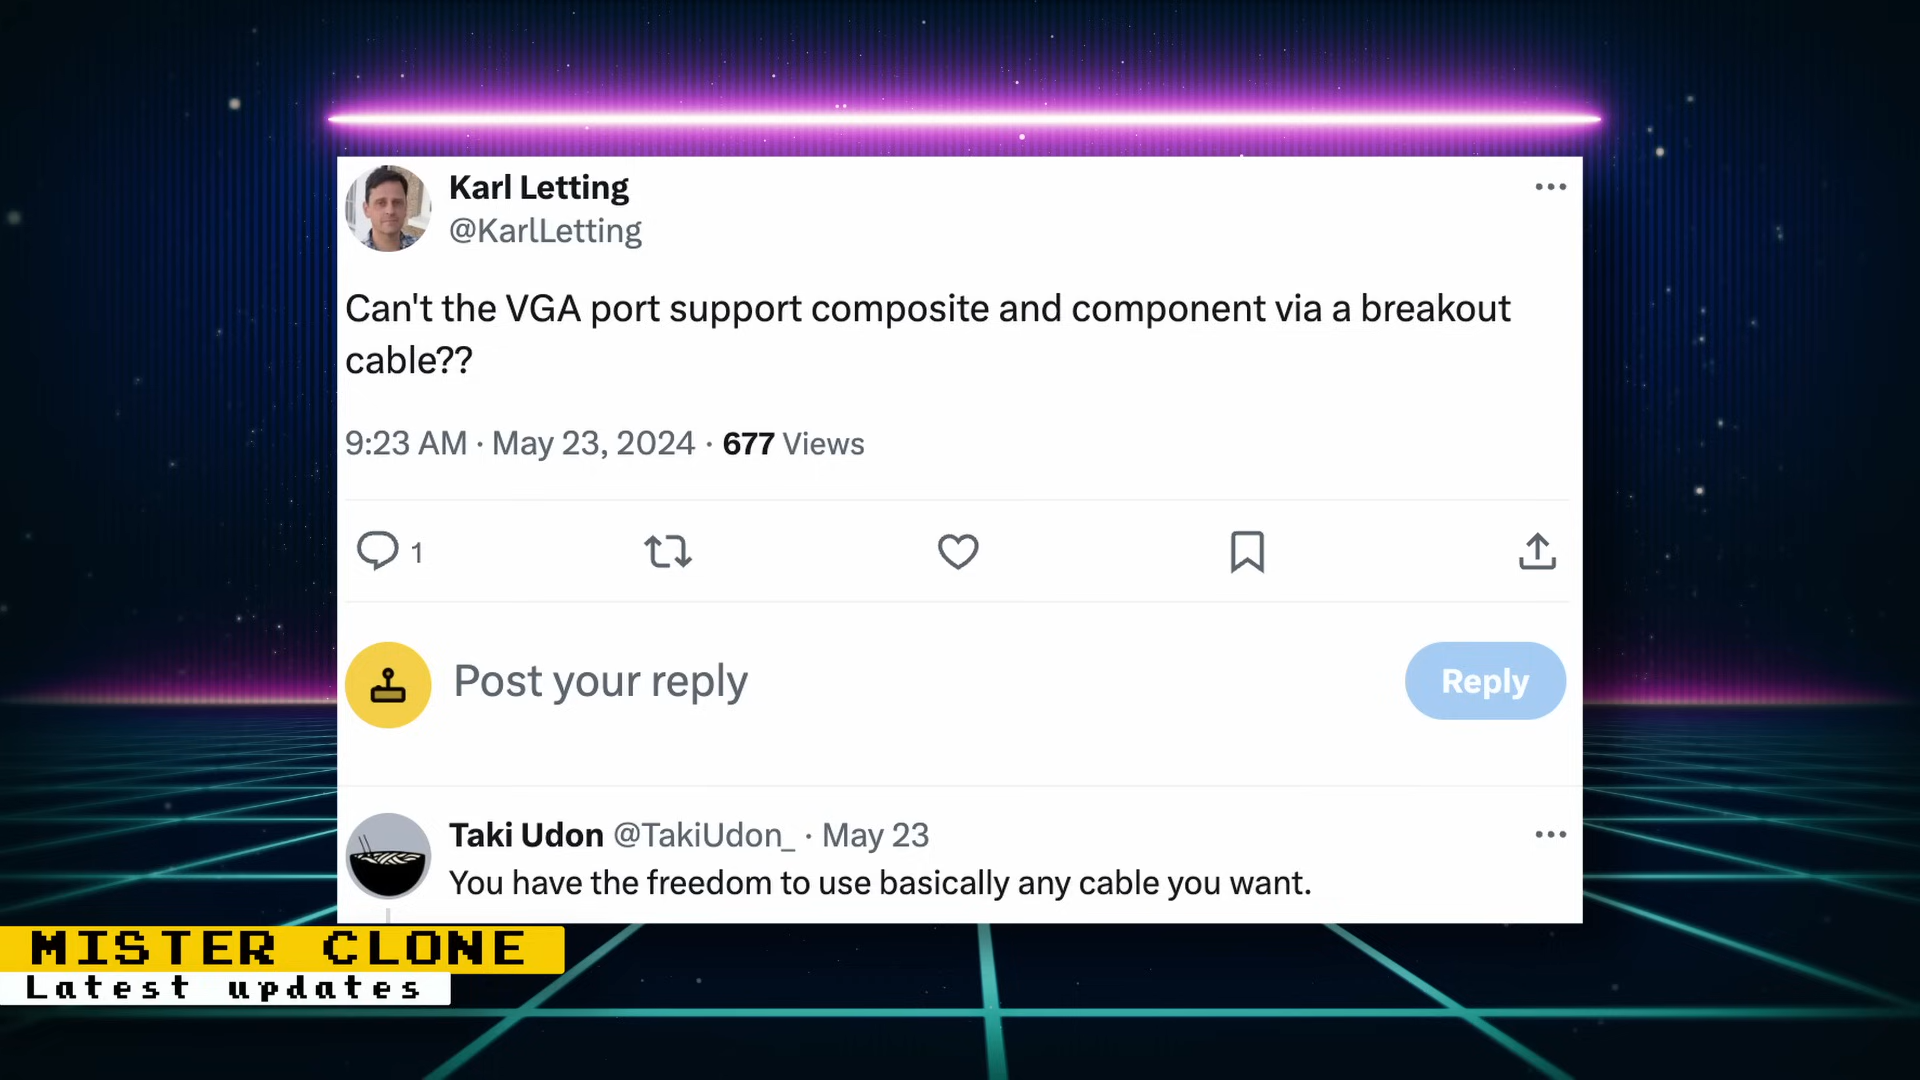 Karl Letting
@KarlLetting
Can't the VGA port support composite and component via a breakout
cable??
9:23 AM · May 23, 2024 · 677 Views
1
Post your reply
Reply
Taki Udon @TakiUdon_ · May 23
You have the freedom to use basically any cable you want.
MISTER CLONE
Latest updates